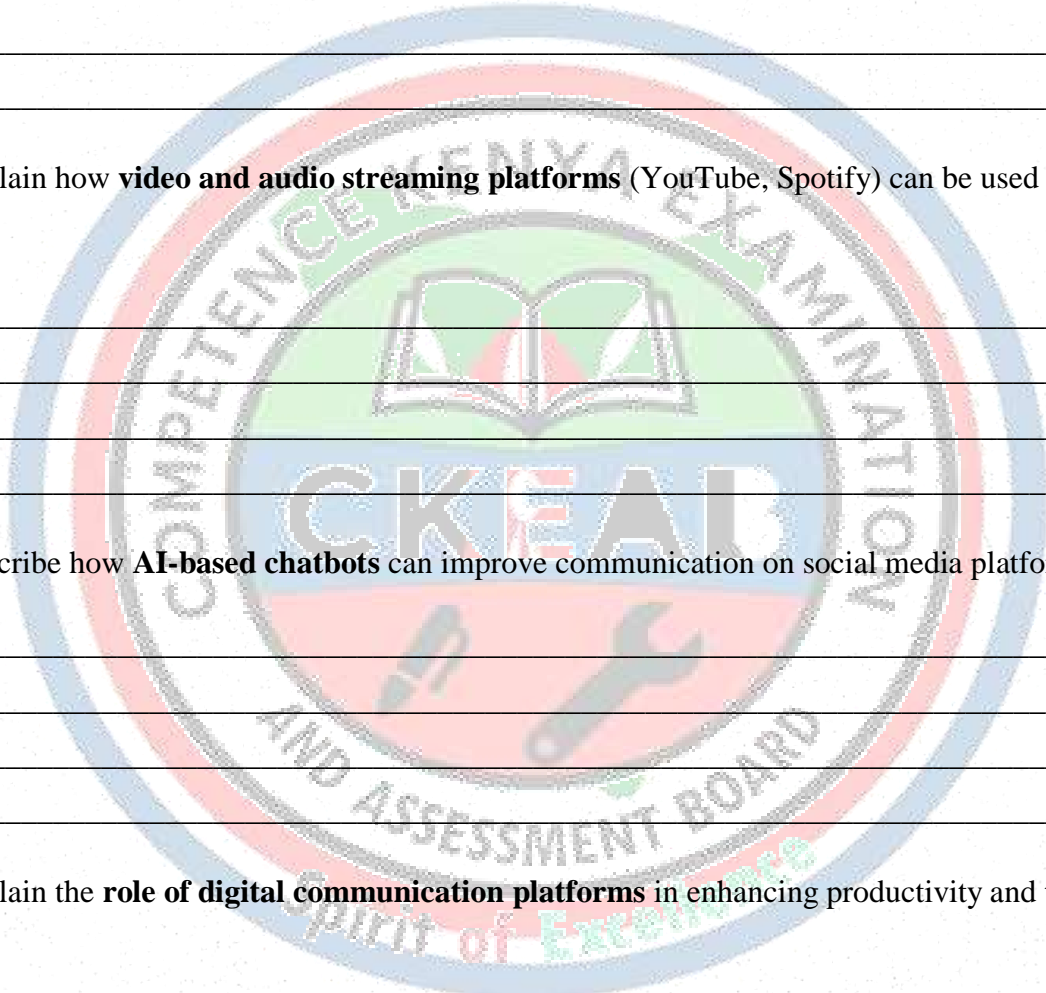 lain how video and audio streaming platforms (YouTube, Spotify) can be used
COMPETENCE KENYA EXAMINATION
CKEAB
cribe how AI-based chatbots can improve communication on social media platfo
AND ASSESSMENT BOARD
lain the role of digital communication platforms in enhancing productivity and
Spirit of Excellence